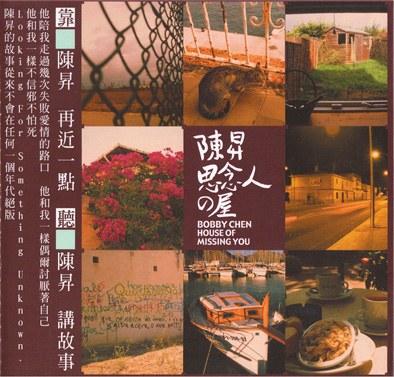 靠 陳昇 再近一點 聽 陳昇 講故事
他陪我走過幾次失敗愛情的路口 他和我一樣偶爾討厭著自己
他和我一樣不信邪不怕死
Looking For Something Unknown.
陳昇的故事從來不會在任何一個年代絕版
陳昇
思念人
の屋
BOBBY CHEN
HOUSE OF
MISSING YOU